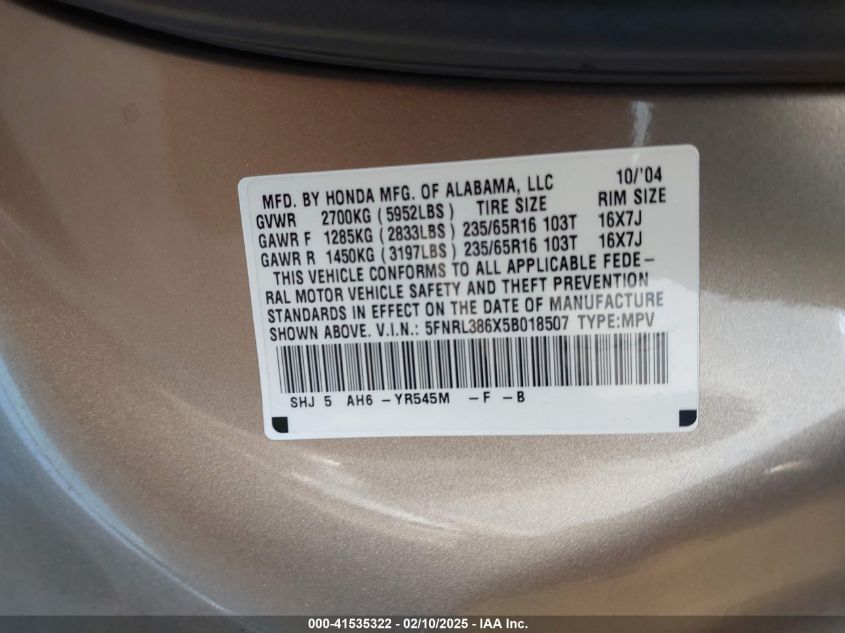 MFD. BY HONDA MFG. OF ALABAMA, LLC 10/'04
GVWR 2700KG (5952LBS) TIRE SIZE RIM SIZE
GAWR F 1285KG (2833LBS) 235/65R16 103T 16X7J
GAWR R 1450KG (3197LBS) 235/65R16 103T 16X7J
THIS VEHICLE CONFORMS TO ALL APPLICABLE FEDE-
RAL MOTOR VEHICLE SAFETY AND THEFT PREVENTION
STANDARDS IN EFFECT ON THE DATE OF MANUFACTURE
SHOWN ABOVE. V.I.N.: 5FNRL386X5B018507 TYPE:MPV
SHJ 5 AH6 -YR545M -F -B
000-41535322 - 02/10/2025 - IAA Inc.